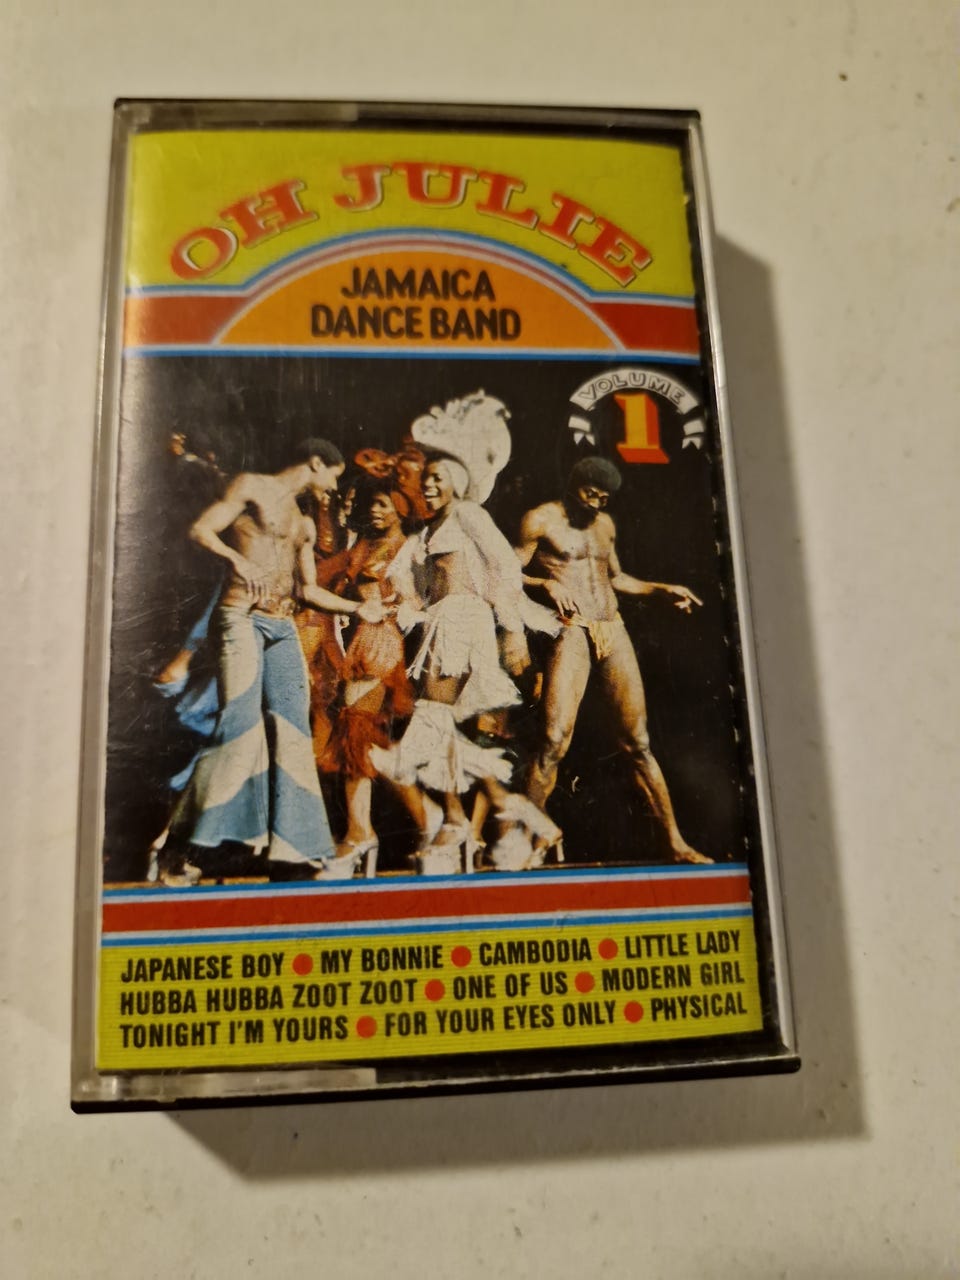 OH JULIE
JAMAICA
DANCE BAND
VOLUME
1
JAPANESE BOY ● MY BONNIE ● CAMBODIA ● LITTLE LADY
HUBBA HUBBA ZOOT ZOOT ● ONE OF US ● MODERN GIRL
TONIGHT I'M YOURS ● FOR YOUR EYES ONLY ● PHYSICAL